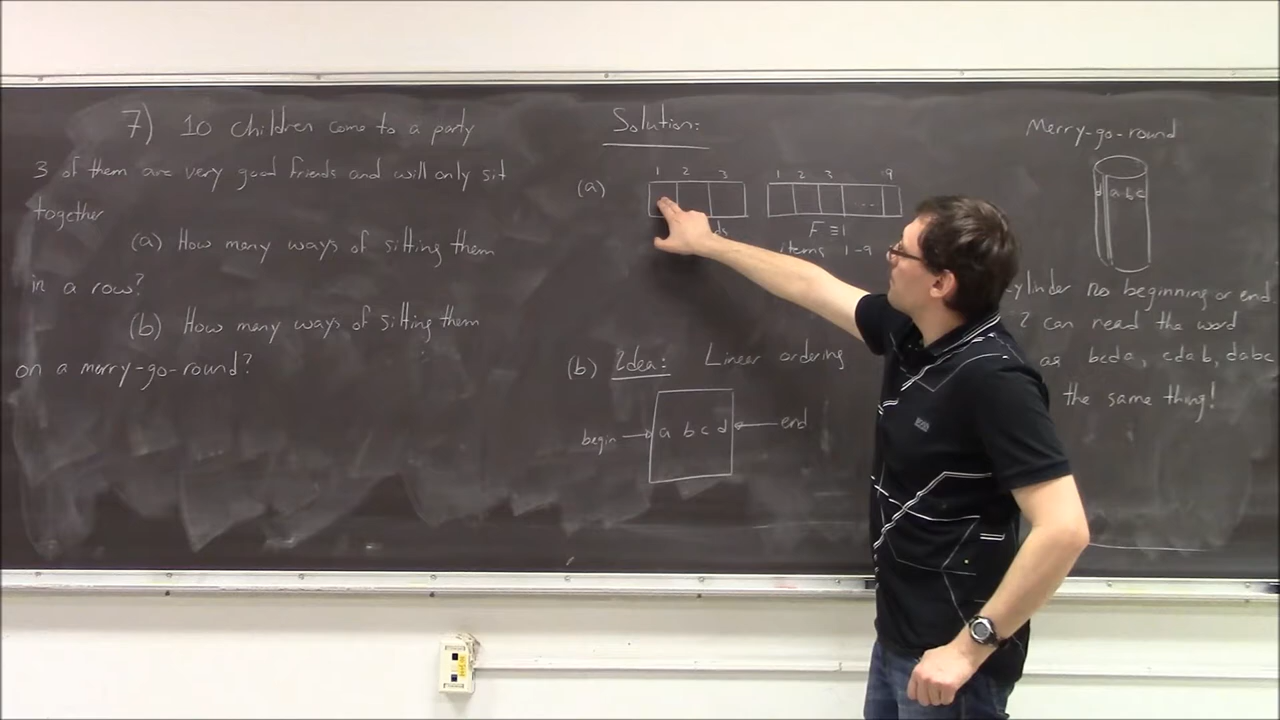 7) 10 children come to a party
3 of them are very good friends and will only sit
together
(a) How many ways of sitting them
in a row?
(b) How many ways of sitting them
on a merry-go-round?
Solution:
(a)
1 2 3
1 2 3 9
...
F ≡ 1
items 1-9
(b) Idea: Linear ordering
begin → a b c d ← end
Merry-go-round
d a b c
no beginning or end
can read the word
as bcda, cdab, dabc
the same thing!